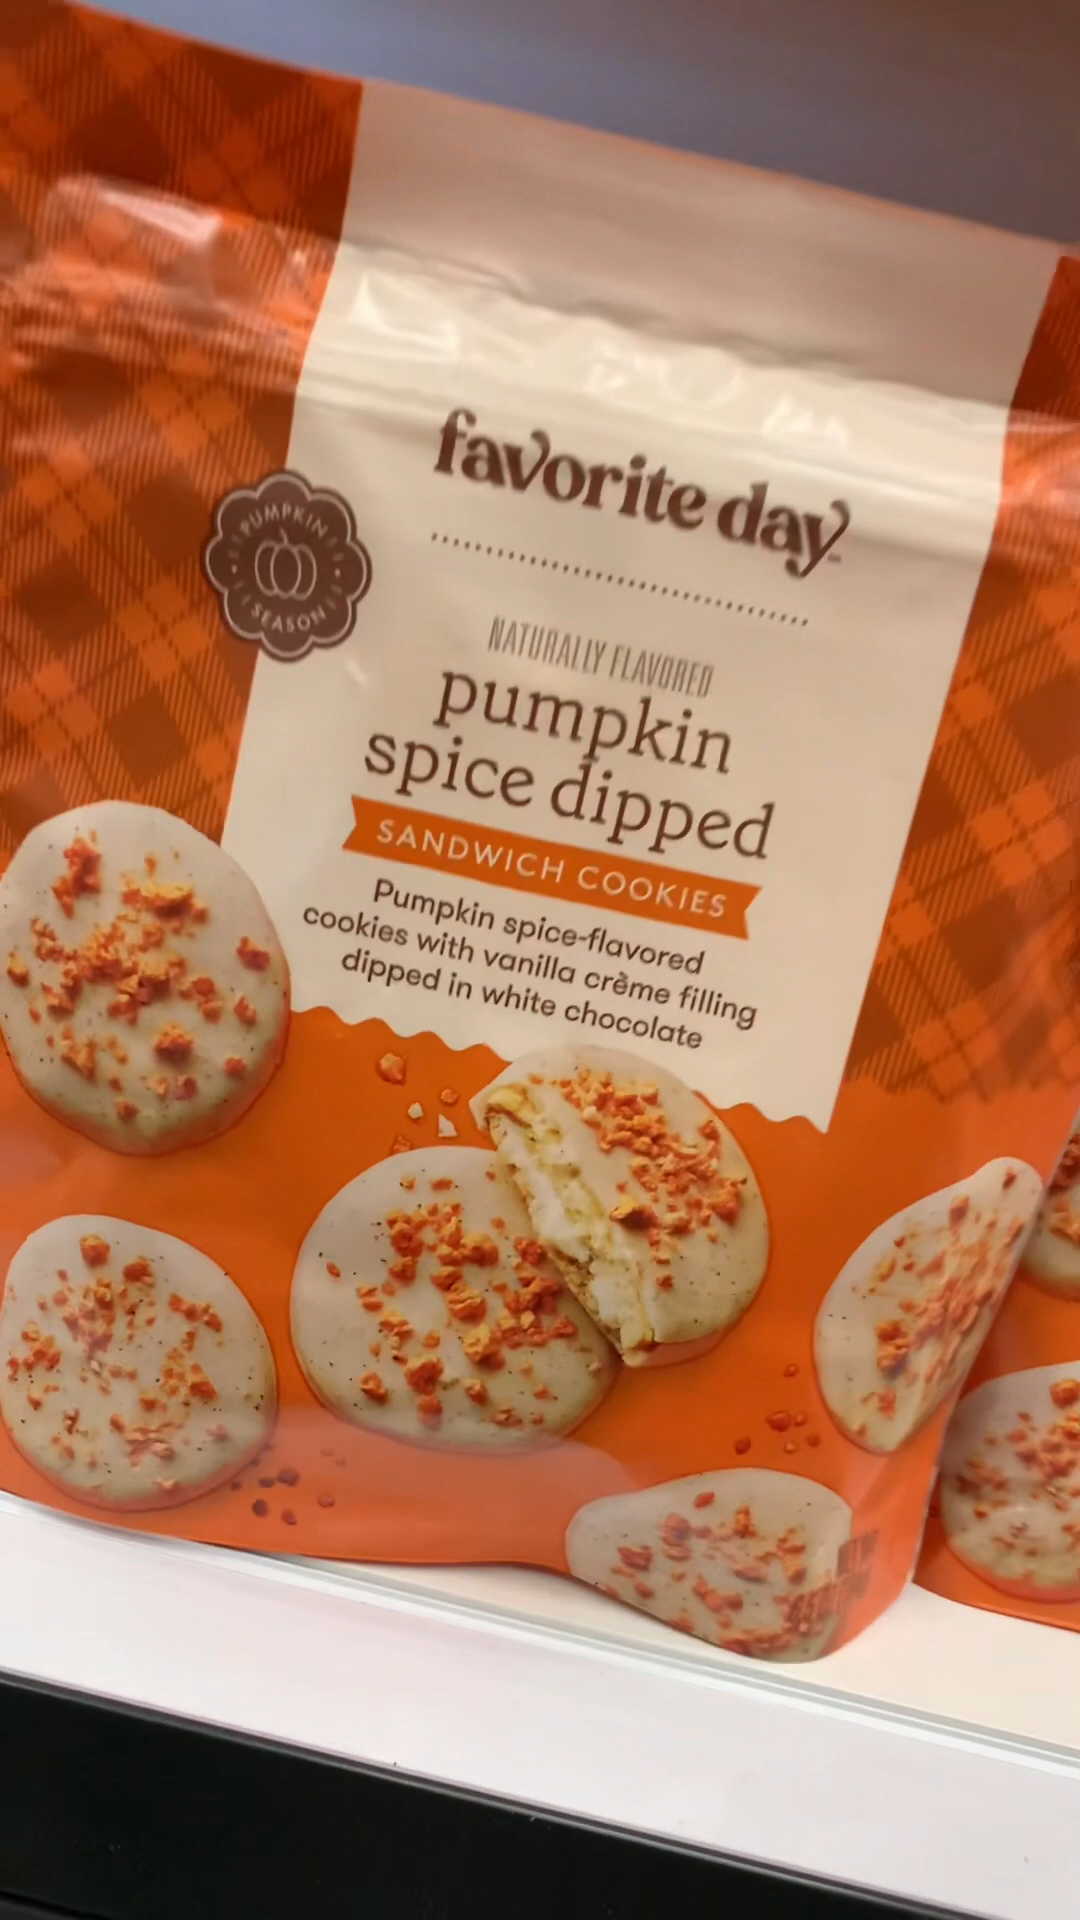 favorite day
PUMPKIN
SEASON
NATURALLY FLAVORED
pumpkin
spice dipped
SANDWICH COOKIES
Pumpkin spice-flavored
cookies with vanilla crème filling
dipped in white chocolate